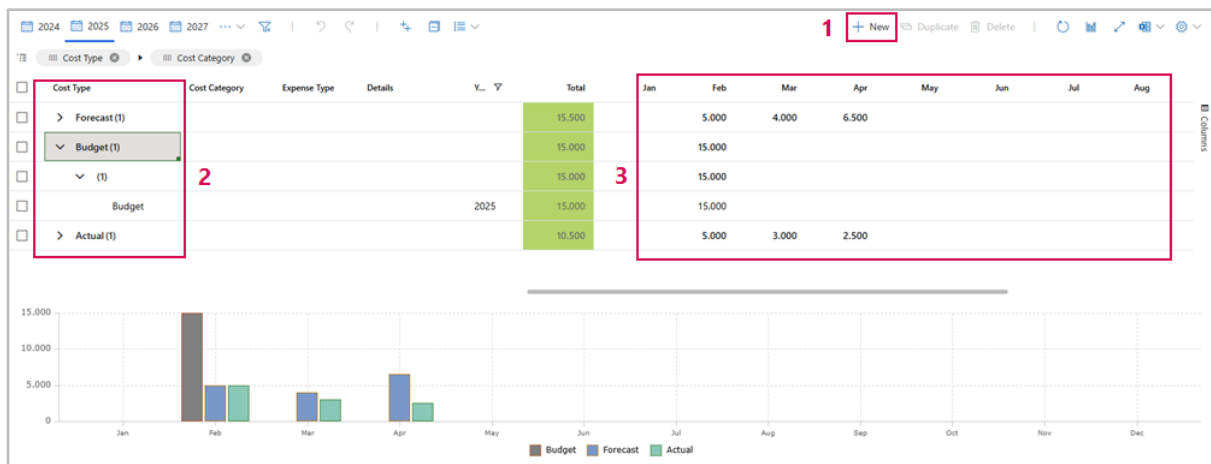 2024 2025 2026 2027 ··· 1 New Duplicate Delete
Cost Type Cost Category
Cost Type Cost Category Expense Type Details Y... Total Jan Feb Mar Apr May Jun Jul Aug
Forecast (1) 15.500 5.000 4.000 6.500
Budget (1) 15.000 15.000
(1) 2 15.000 3 15.000
Budget 2025 15.000 15.000
Actual (1) 10.500 5.000 3.000 2.500
Columns
15.000
10.000
5.000
0
Jan Feb Mar Apr May Jun Jul Aug Sep Oct Nov Dec
Budget Forecast Actual